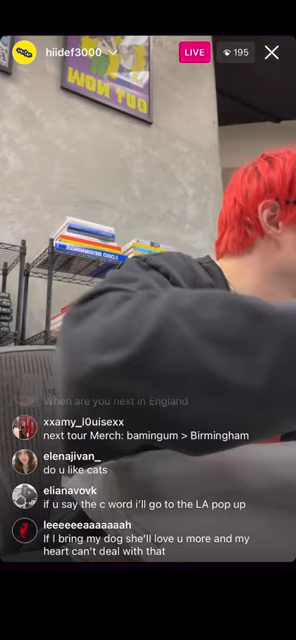 hiidef3000
LIVE
195
When are you next in England
xxamy_l0uisexx
next tour Merch: bamingum > Birmingham
elenajivan_
do u like cats
elianavovk
if u say the c word i'll go to the LA pop up
leeeeeeaaaaaaah
If I bring my dog she'll love u more and my
heart can't deal with that